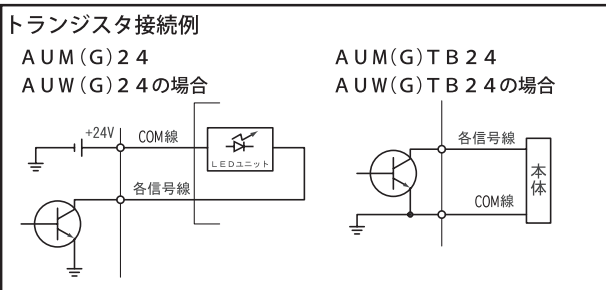 トランジスタ接続例
ＡＵＭ(Ｇ)２４
ＡＵＷ(Ｇ)２４の場合
+24V
COM線
LEDユニット
各信号線
ＡＵＭ(Ｇ)ＴＢ２４
ＡＵＷ(Ｇ)ＴＢ２４の場合
各信号線
本体
COM線